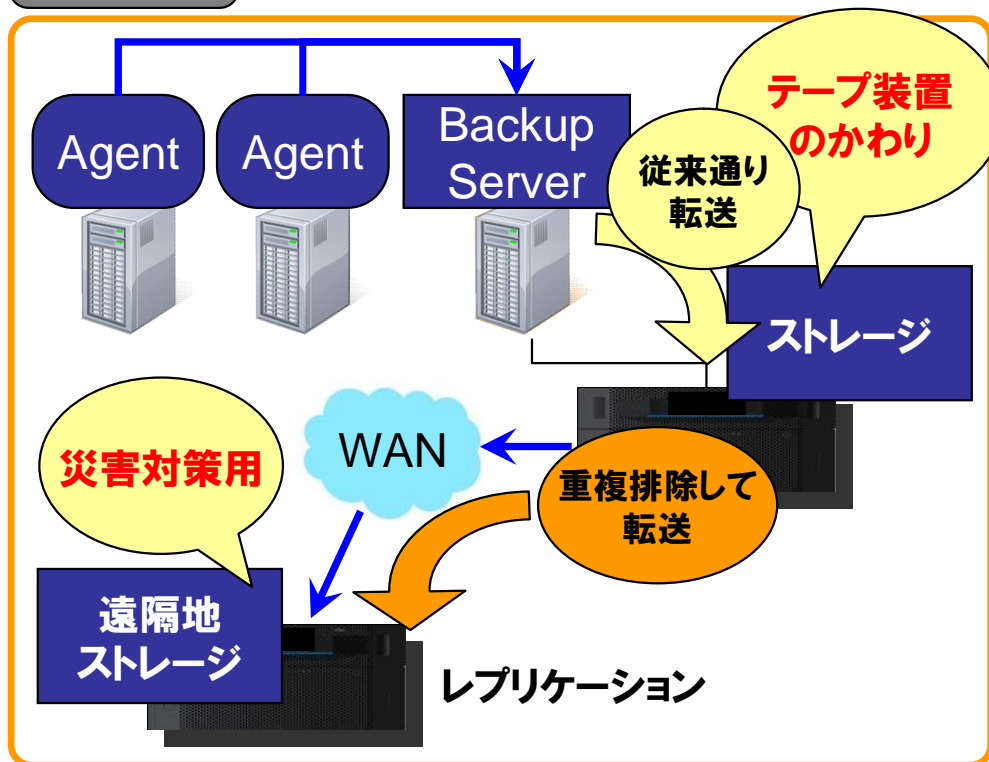 Agent
Agent
Backup
Server
テープ装置
のかわり
従来通り
転送
ストレージ
WAN
災害対策用
重複排除して
転送
遠隔地
ストレージ
レプリケーション